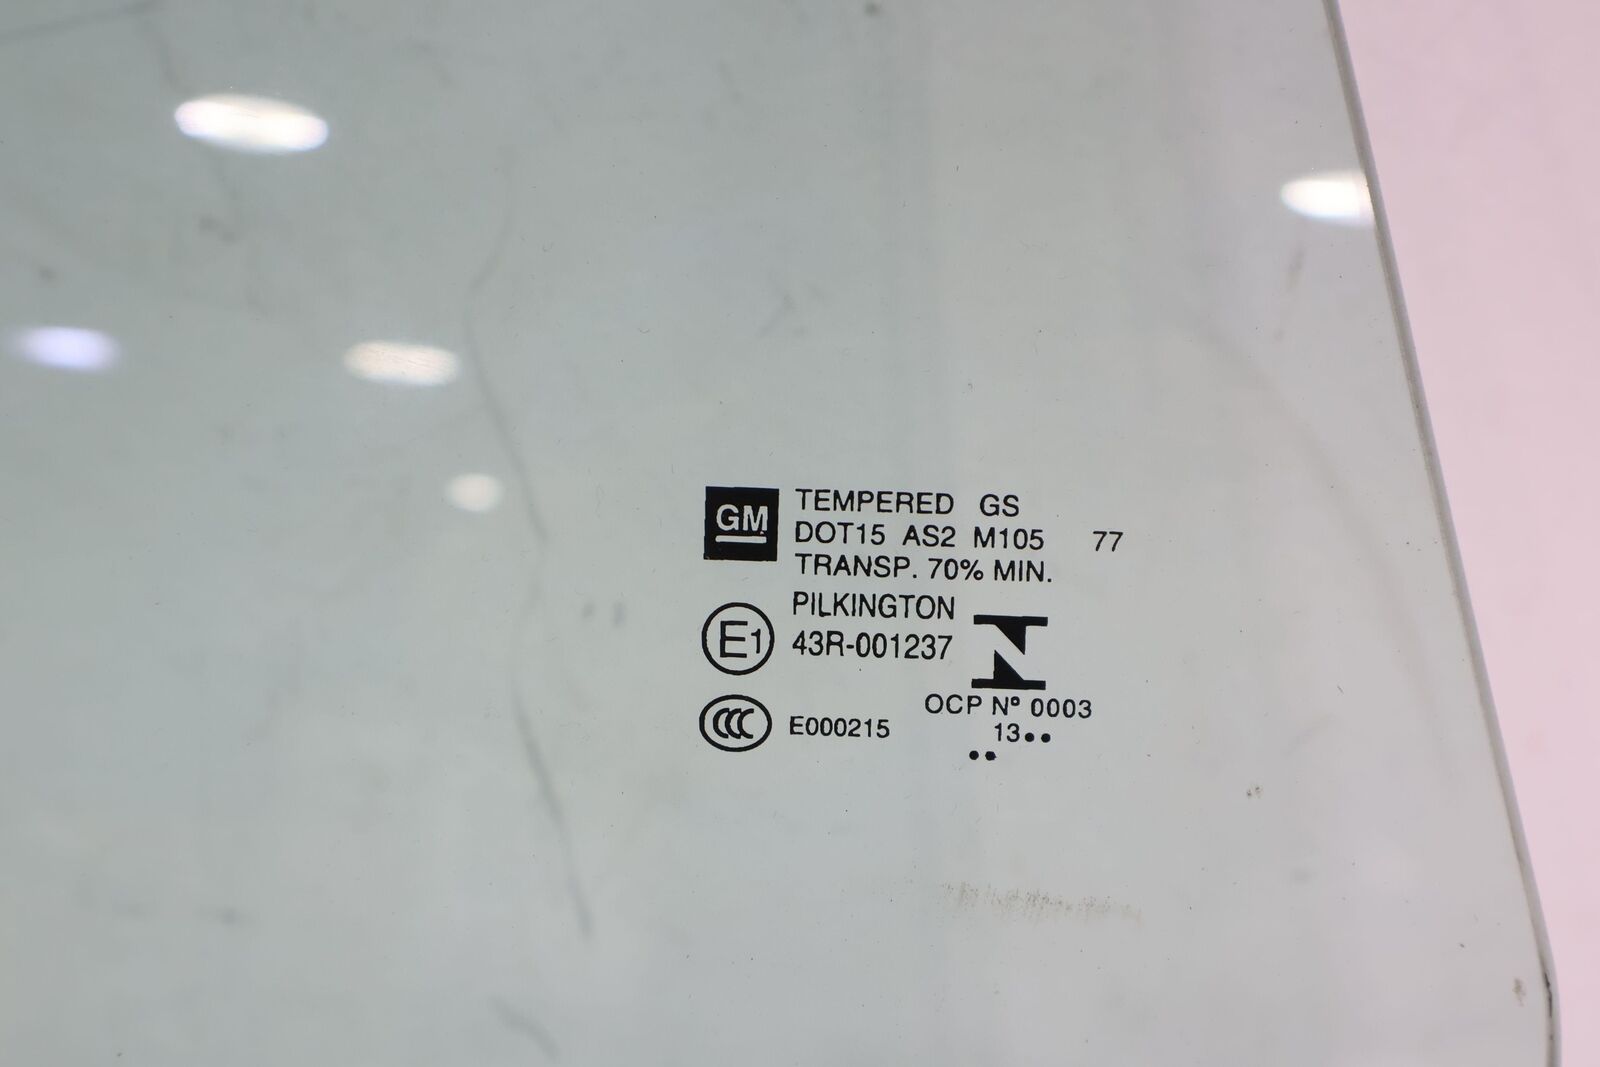 GM
TEMPERED GS
DOT15 AS2 M105 77
TRANSP. 70% MIN.
PILKINGTON
E1 43R-001237
CCC E000215
N
OCP Nº 0003
13••
••